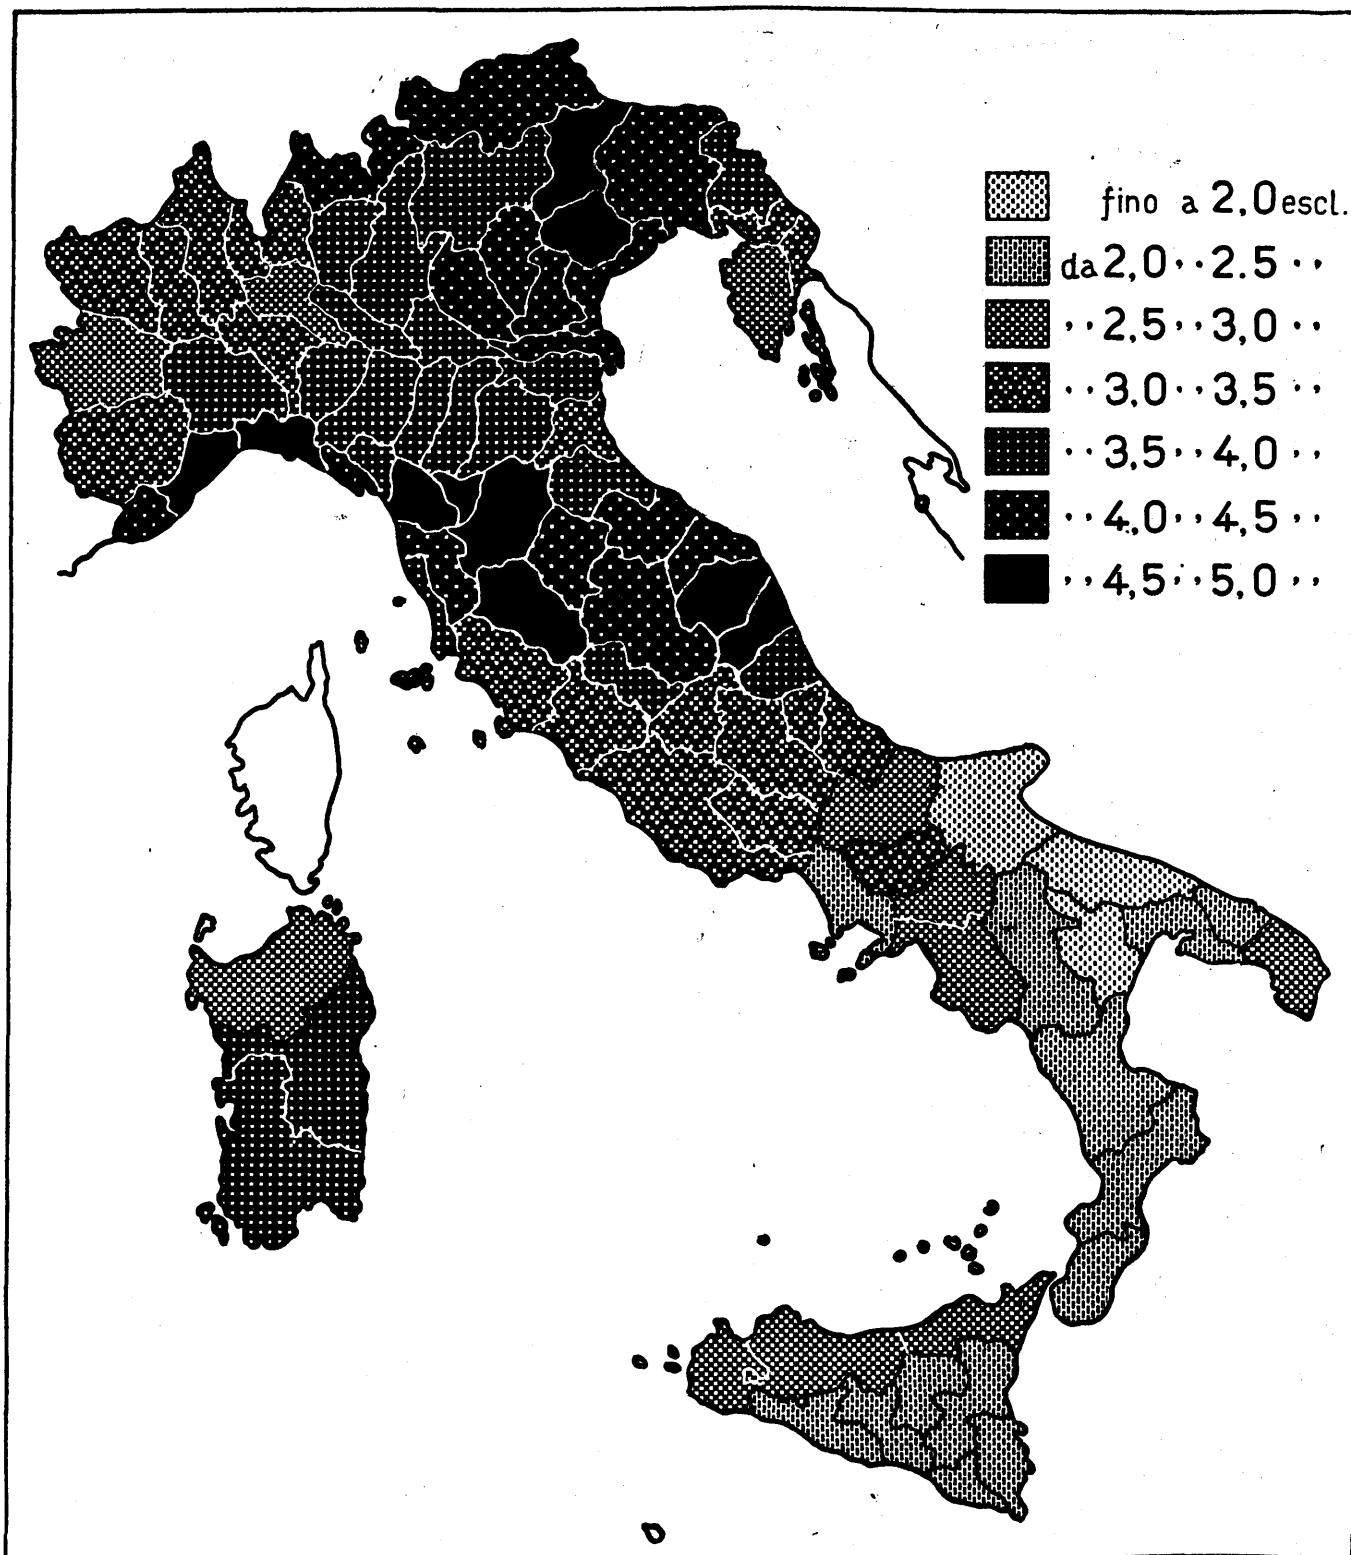 fino a 2,0 escl.
da 2,0 ,, 2.5 ,,
,, 2,5 ,, 3,0 ,,
,, 3,0 ,, 3,5 ,,
,, 3,5 ,, 4,0 ,,
,, 4,0 ,, 4,5 ,,
,, 4,5 ,, 5,0 ,,